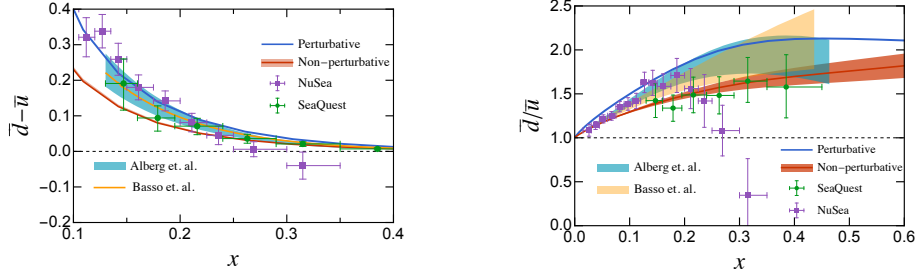 0.4
0.3
0.2
0.1
0.0
−0.1
−0.2
d̅ − u̅
Perturbative
Non-perturbative
NuSea
SeaQuest
Alberg et. al.
Basso et. al.
0.1 0.2 0.3 0.4
x
2.5
2.0
1.5
1.0
0.5
0.0
d̅/u̅
Alberg et. al.
Basso et. al.
Perturbative
Non-perturbative
SeaQuest
NuSea
0.0 0.1 0.2 0.3 0.4 0.5 0.6
x